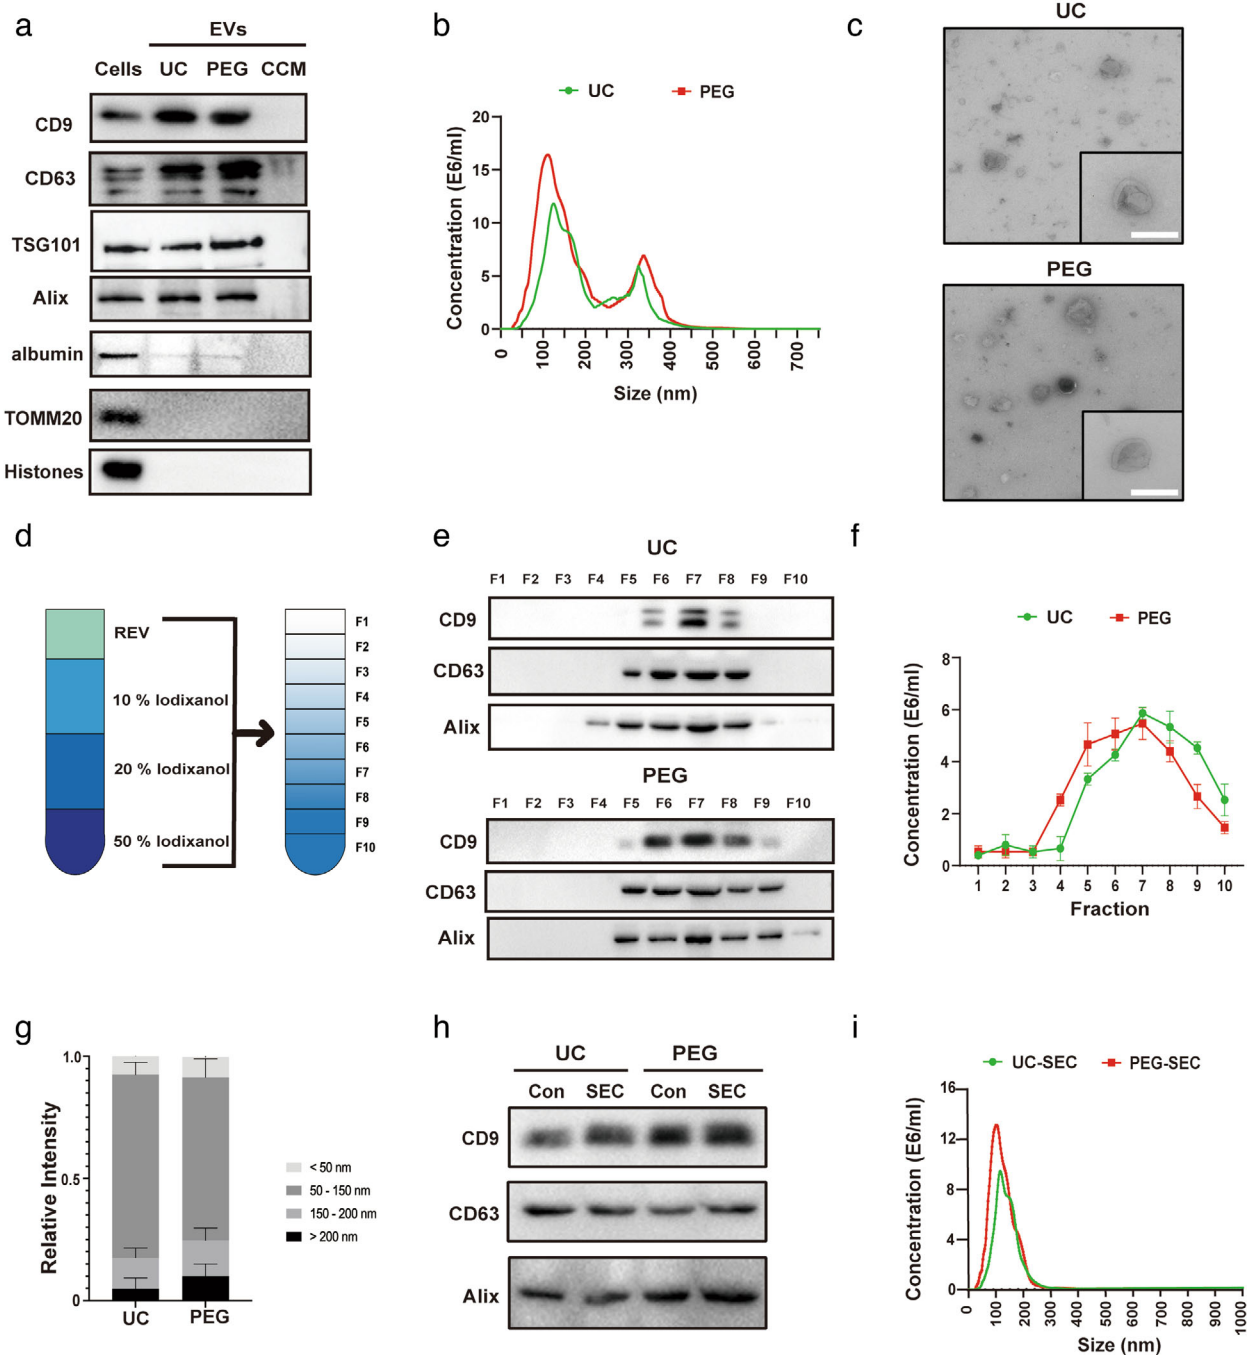 a
EVs
Cells UC PEG CCM
CD9
CD63
TSG101
Alix
albumin
TOMM20
Histones
b
UC PEG
Concentration (E6/ml)
20
15
10
5
0
0 100 200 300 400 500 600 700
Size (nm)
c
UC
PEG
d
REV
10 % Iodixanol
20 % Iodixanol
50 % Iodixanol
F1
F2
F3
F4
F5
F6
F7
F8
F9
F10
e
UC
F1 F2 F3 F4 F5 F6 F7 F8 F9 F10
CD9
CD63
Alix
PEG
F1 F2 F3 F4 F5 F6 F7 F8 F9 F10
CD9
CD63
Alix
f
UC PEG
Concentration (E6/ml)
8
6
4
2
0
1 2 3 4 5 6 7 8 9 10
Fraction
g
Relative Intensity
1.0
0.5
0
UC PEG
< 50 nm
50 - 150 nm
150 - 200 nm
> 200 nm
h
UC PEG
Con SEC Con SEC
CD9
CD63
Alix
i
UC-SEC PEG-SEC
Concentration (E6/ml)
16
12
8
4
0
0 100 200 300 400 500 600 700 800 900 1000
Size (nm)